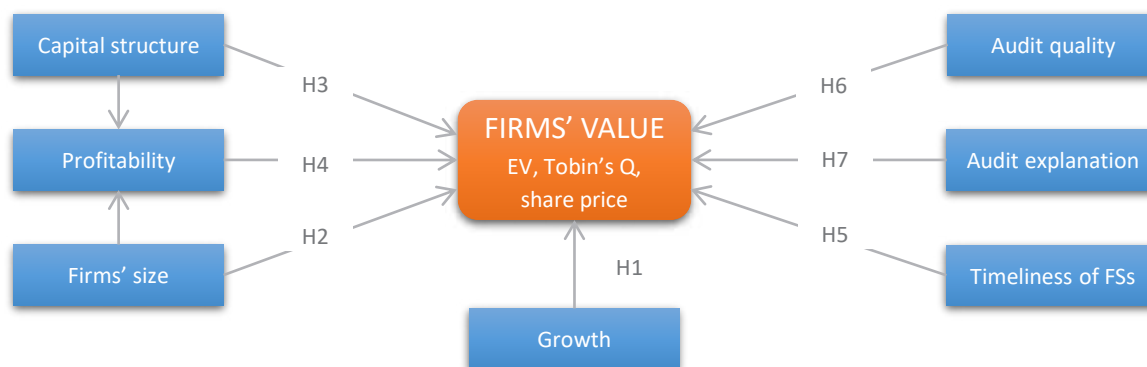 Capital structure
Audit quality
H3
H6
FIRMS’ VALUE
EV, Tobin’s Q,
share price
Profitability
H4
H7
Audit explanation
H2
H5
Firms’ size
H1
Timeliness of FSs
Growth